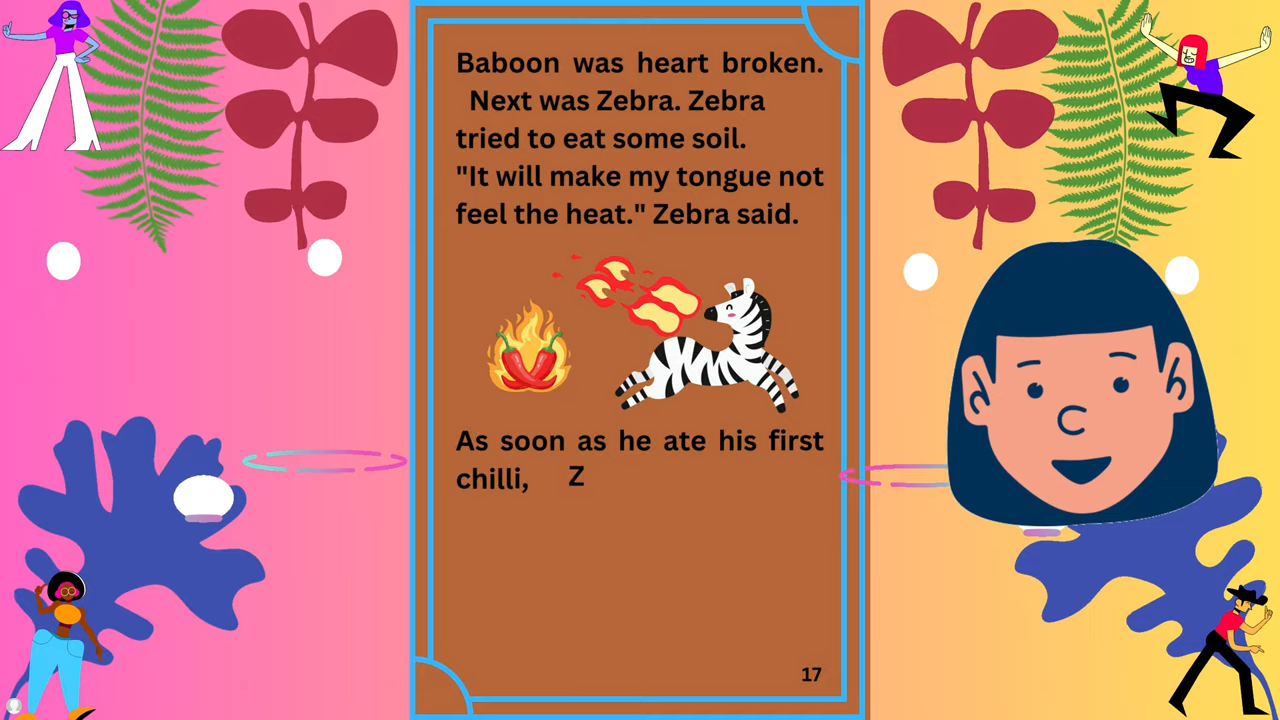 Baboon was heart broken.
Next was Zebra. Zebra
tried to eat some soil.
"It will make my tongue not
feel the heat." Zebra said.
As soon as he ate his first
chilli, Z
17